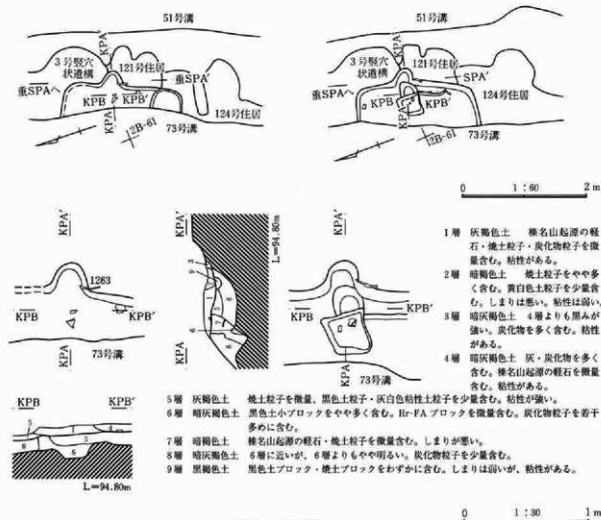 51号溝
KPA′
3号竪穴
状遺構
121号住居
重SPA′
重SPAへ
KPB
KPB′
124号住居
KPA
12B-61
73号溝
51号溝
KPA′
3号竪穴
状遺構
121号住居
SPA′
重SPAへ
KPB
KPB′
124号住居
KPA
12B-61
73号溝
0 1:60 2m
KPA′
1263
KPB
KPB′
KPA
73号溝
KPA′
L=94.80m
KPA
KPA′
KPB
KPB′
KPA
73号溝
1層 灰褐色土 榛名山起源の軽
石・焼土粒子・炭化物粒子を微
量含む。粘性がある。
2層 暗褐色土 焼土粒子をやや多
く含む。黄白色土粒子を少量含
む。しまりは悪い。粘性は弱い。
3層 暗灰褐色土 4層よりも黒みが
強い。炭化物を多く含む。粘性
がある。
4層 暗灰褐色土 灰・炭化物を多く
含む。榛名山起源の軽石を微量
含む。粘性がある。
5層 灰褐色土 焼土粒子を微量、黒色土粒子・灰白色粘性土粒子を少量含む。粘性が強い。
6層 暗灰褐色土 黒色土小ブロックをやや多く含む。Hr-FAブロックを微量含む。炭化物粒子を若干
多めに含む。
7層 暗褐色土 榛名山起源の軽石・焼土粒子を微量含む。しまりが悪い。
8層 暗灰褐色土 6層に近いが、6層よりもやや明るい。炭化物粒子を少量含む。
9層 黒褐色土 黒色土ブロック・焼土ブロックをわずかに含む。しまりは弱いが、粘性がある。
L=94.80m
0 1:30 1m